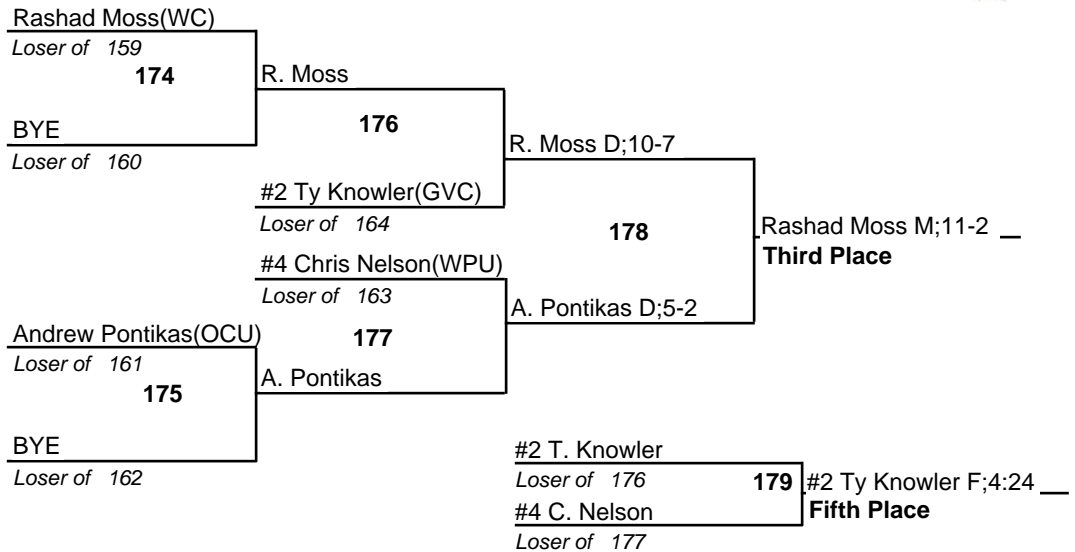 Rashad Moss(WC)
Loser of 159
174
R. Moss
BYE
Loser of 160
176
R. Moss D;10-7
#2 Ty Knowler(GVC)
Loser of 164
178
Rashad Moss M;11-2
Third Place
#4 Chris Nelson(WPU)
Loser of 163
A. Pontikas D;5-2
Andrew Pontikas(OCU)
Loser of 161
177
175
A. Pontikas
BYE
Loser of 162
#2 T. Knowler
Loser of 176
179
#2 Ty Knowler F;4:24
Fifth Place
#4 C. Nelson
Loser of 177